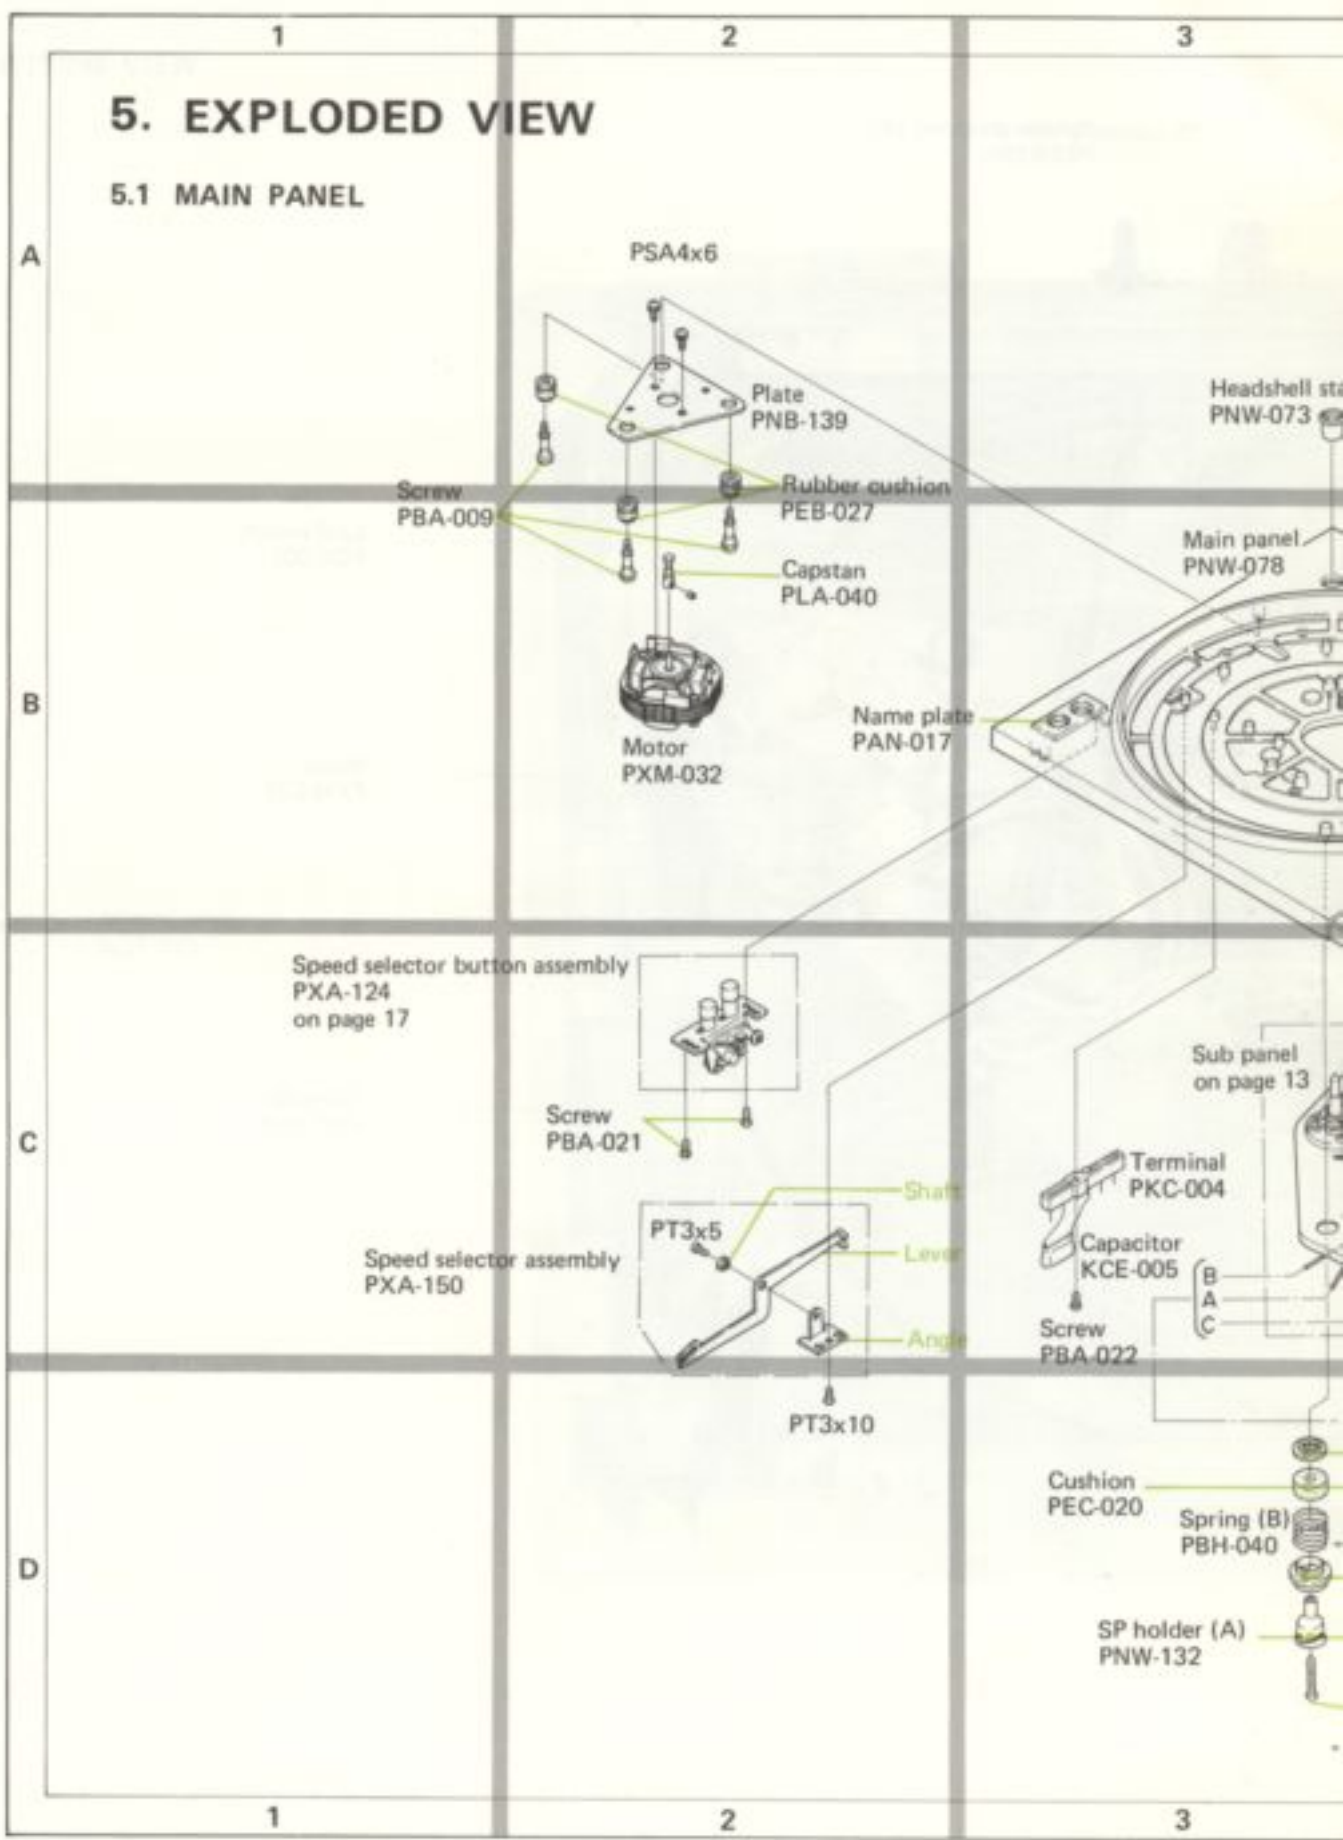 1 2 3
5. EXPLODED VIEW
5.1 MAIN PANEL
A
PSA4x6
Plate
PNB-139
Headshell
PNW-073
Screw
PBA-009
Rubber cushion
PEB-027
Capstan
PLA-040
Main panel
PNW-078
B
Motor
PXM-032
Name plate
PAN-017
Speed selector button assembly
PXA-124
on page 17
Sub panel
on page 13
C
Screw
PBA-021
Terminal
PKC-004
Shaft
PT3x5
Lever
Speed selector assembly
PXA-150
Capacitor
KCE-005
B
A
C
Angle
Screw
PBA-022
PT3x10
Cushion
PEC-020
Spring (B)
PBH-040
D
SP holder (A)
PNW-132
1 2 3